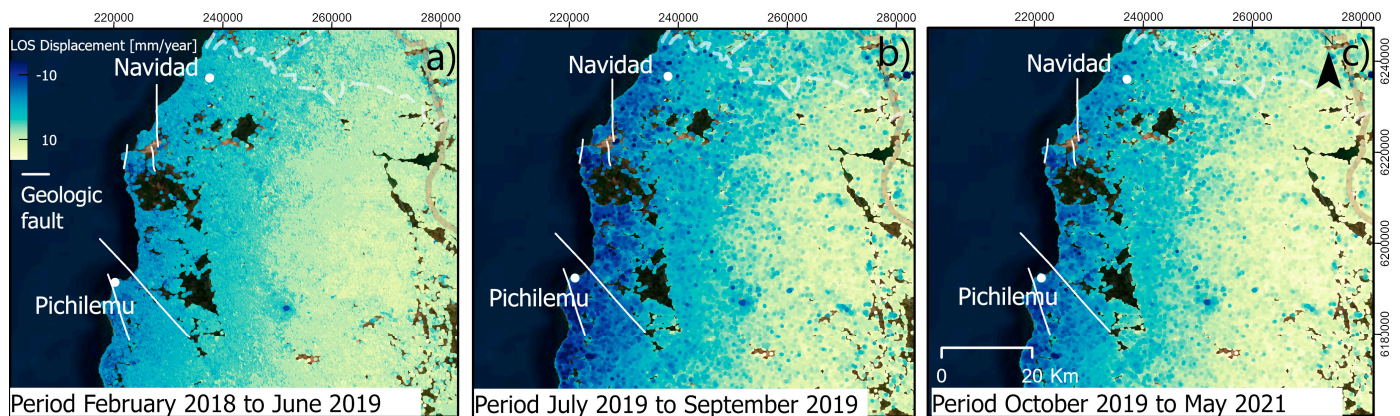 220000 240000 260000 280000
220000 240000 260000 280000
220000 240000 260000 280000
LOS Displacement [mm/year]
-10
10
Geologic
fault
Navidad
Pichilemu
a)
Period February 2018 to June 2019
Navidad
Pichilemu
b)
Period July 2019 to September 2019
Navidad
Pichilemu
c)
N
0 20 Km
Period October 2019 to May 2021
6240000
6220000
6200000
6180000